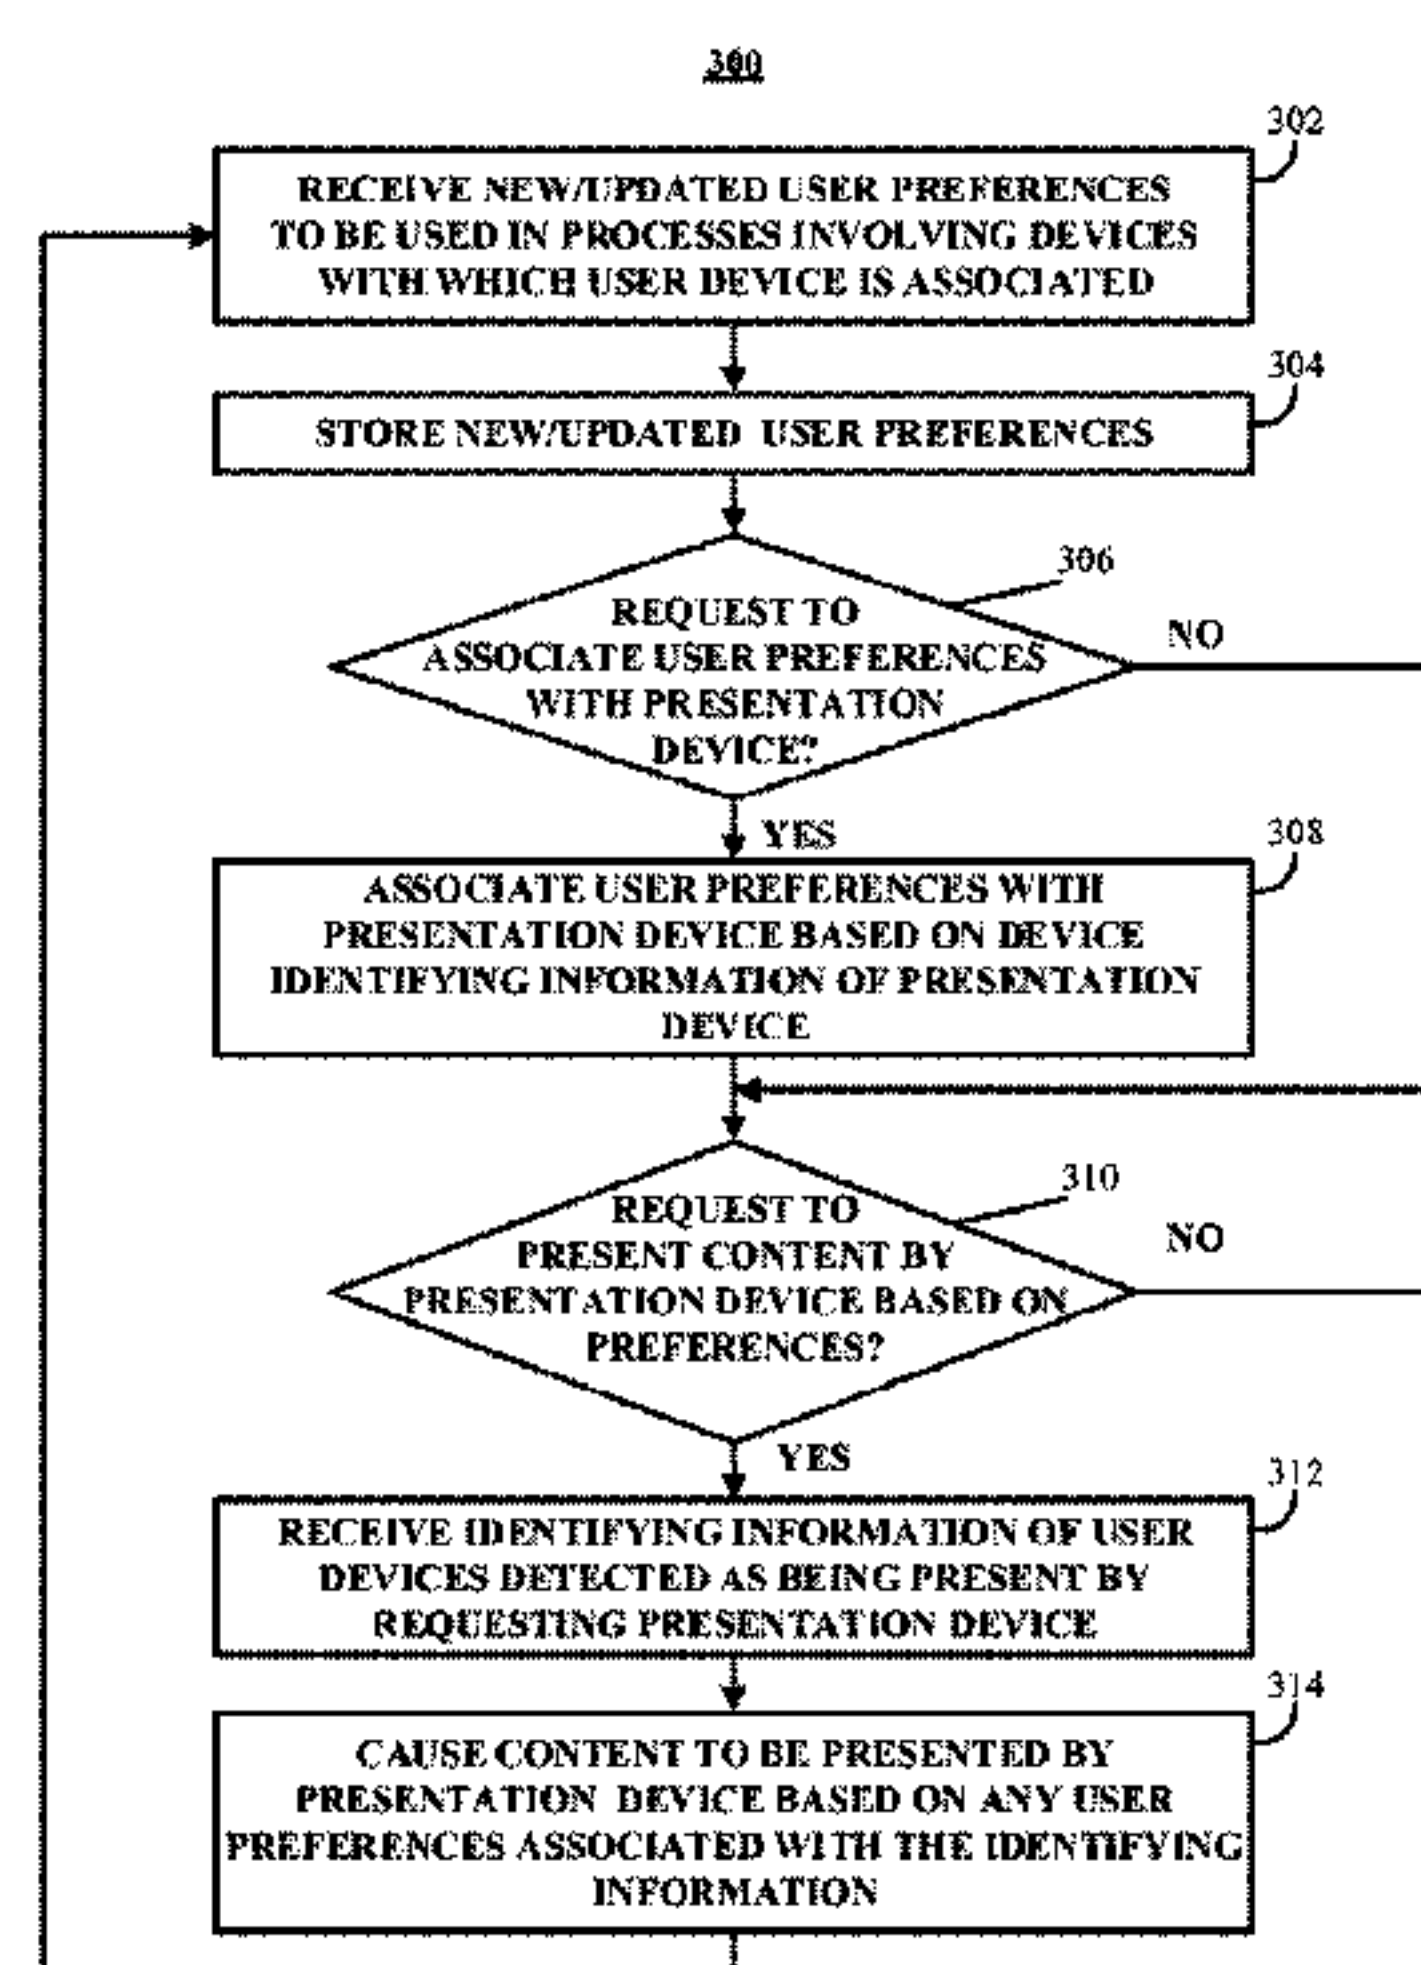 300
302
RECEIVE NEW/UPDATED USER PREFERENCES
TO BE USED IN PROCESSES INVOLVING DEVICES
WITH WHICH USER DEVICE IS ASSOCIATED
304
STORE NEW/UPDATED USER PREFERENCES
306
REQUEST TO
ASSOCIATE USER PREFERENCES
WITH PRESENTATION
DEVICE?
NO
YES
308
ASSOCIATE USER PREFERENCES WITH
PRESENTATION DEVICE BASED ON DEVICE
IDENTIFYING INFORMATION OF PRESENTATION
DEVICE
310
REQUEST TO
PRESENT CONTENT BY
PRESENTATION DEVICE BASED ON
PREFERENCES?
NO
YES
312
RECEIVE IDENTIFYING INFORMATION OF USER
DEVICES DETECTED AS BEING PRESENT BY
REQUESTING PRESENTATION DEVICE
314
CAUSE CONTENT TO BE PRESENTED BY
PRESENTATION DEVICE BASED ON ANY USER
PREFERENCES ASSOCIATED WITH THE IDENTIFYING
INFORMATION